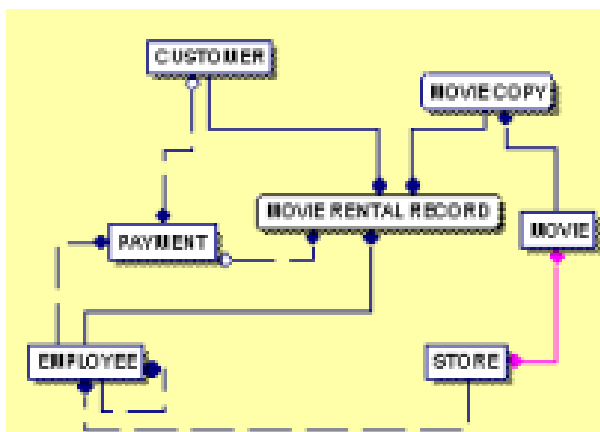 CUSTOMER
MOVIE COPY
MOVIE RENTAL RECORD
PAYMENT
MOVIE
EMPLOYEE
STORE